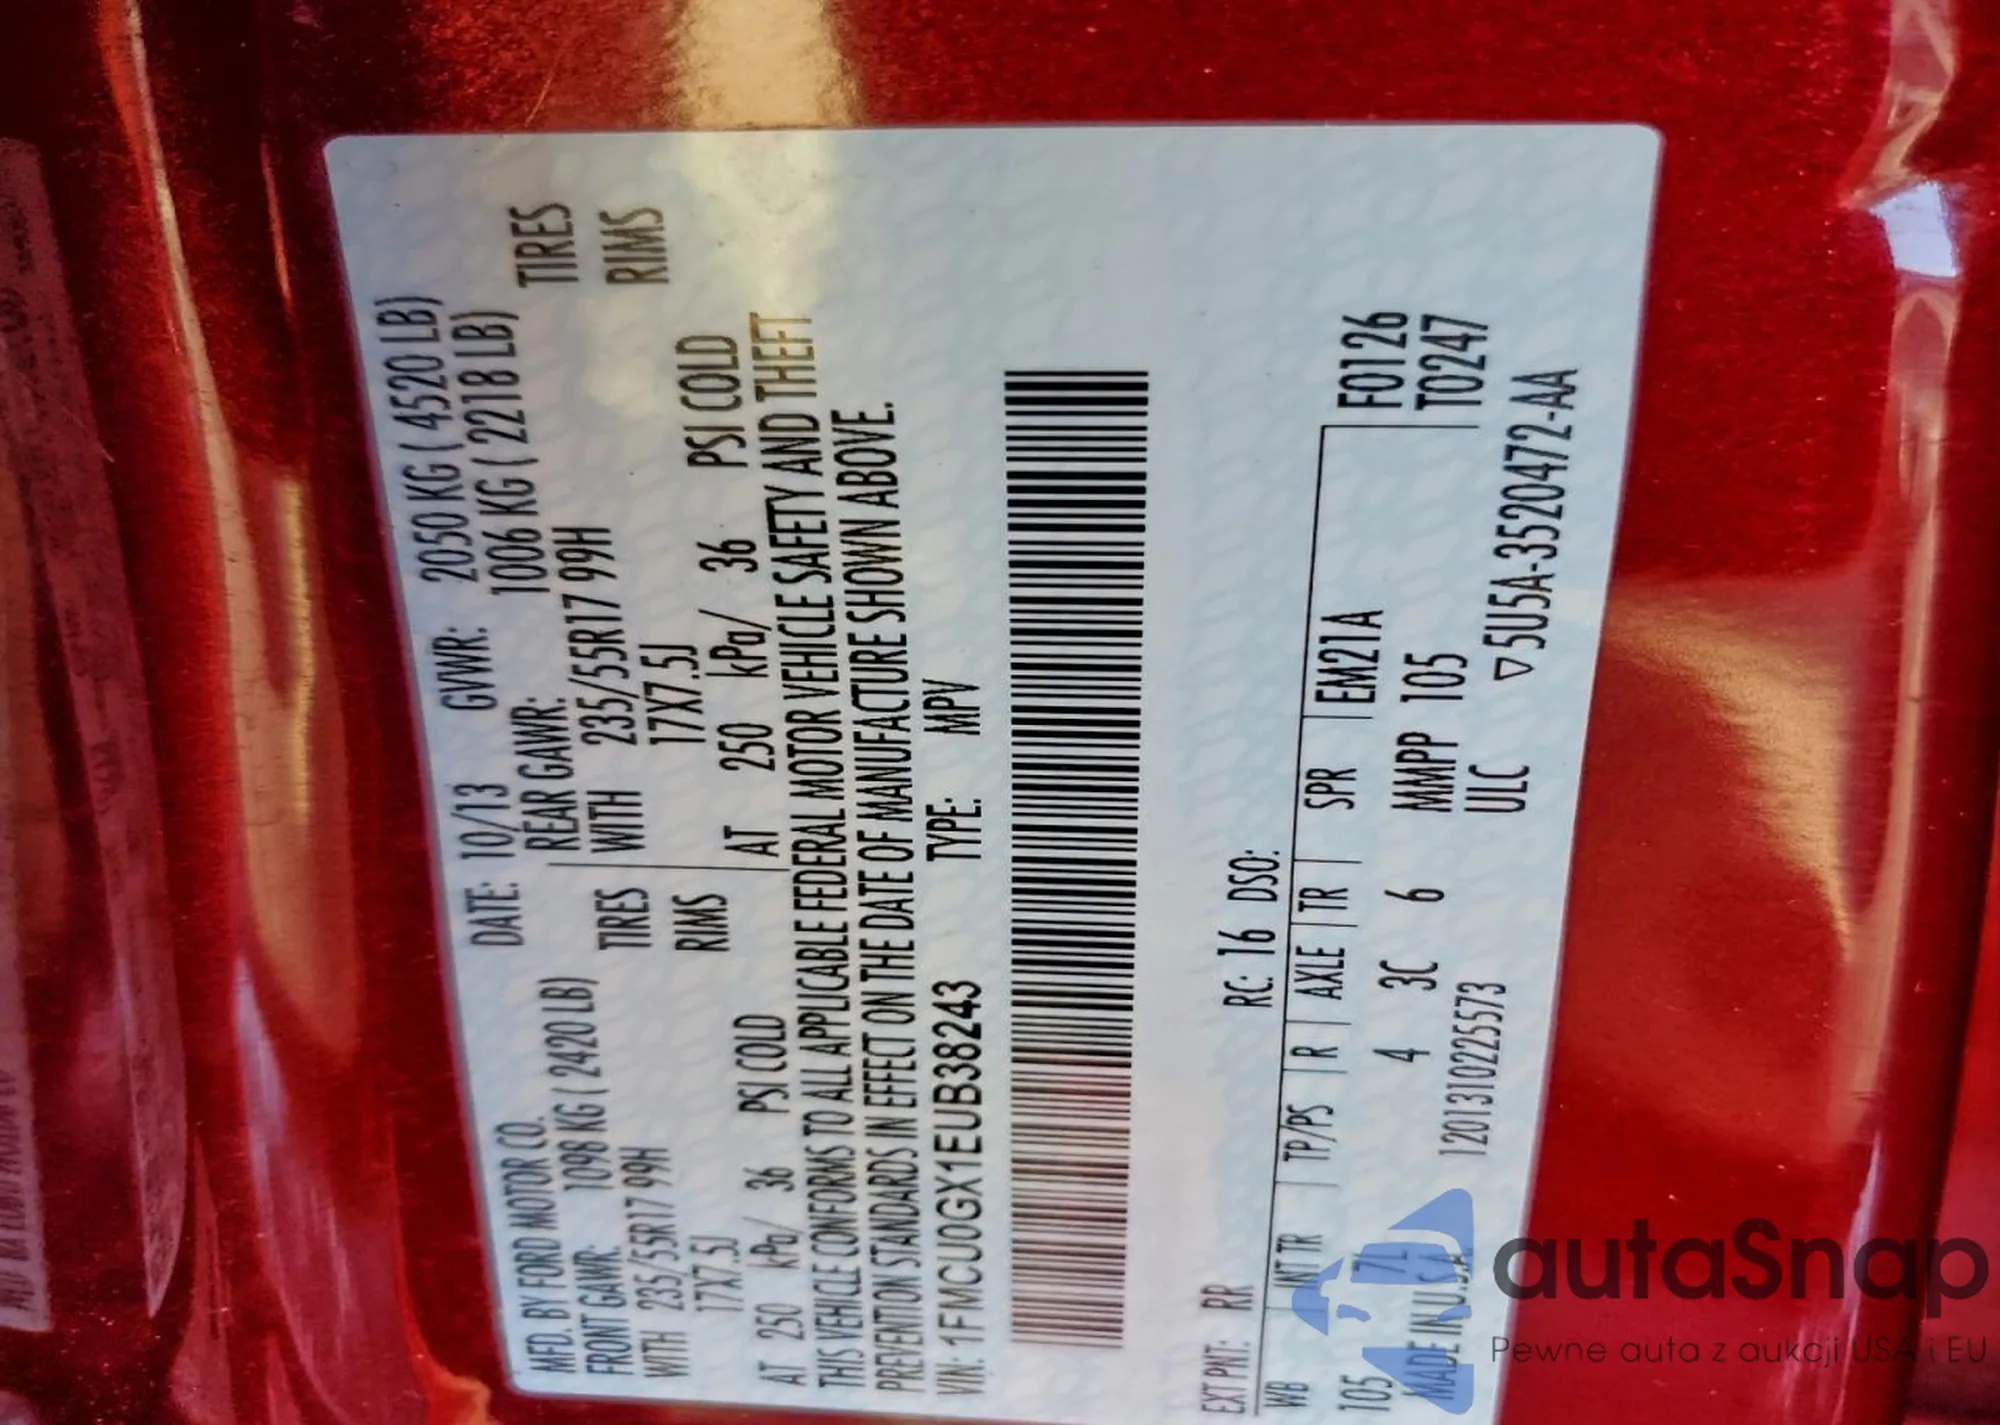 MFD. BY FORD MOTOR CO.
DATE: 10/13 GVWR: 2050 KG ( 4520 LB)
FRONT GAWR: 1098 KG ( 2420 LB)
REAR GAWR: 1006 KG ( 2218 LB)
WITH 235/55R17 99H TIRES
WITH 235/55R17 99H TIRES
17X7.5J RIMS
17X7.5J RIMS
AT 250 kPa/ 36 PSI COLD
AT 250 kPa/ 36 PSI COLD
THIS VEHICLE CONFORMS TO ALL APPLICABLE FEDERAL MOTOR VEHICLE SAFETY AND THEFT
PREVENTION STANDARDS IN EFFECT ON THE DATE OF MANUFACTURE SHOWN ABOVE.
VIN: 1FMCU0GX1EUB38243 TYPE: MPV
EXT PNT: RR RC: 16 DSO: F0126
WB INT TR TP/PS R AXLE TR SPR EM21A T0247
105 7L 4 3C 6 MMPP 105
MADE IN U.S.A. 1201310225573 ULC ▽5U5A-3520472-AA
autaSnap
Pewne auta z aukcji USA i EU